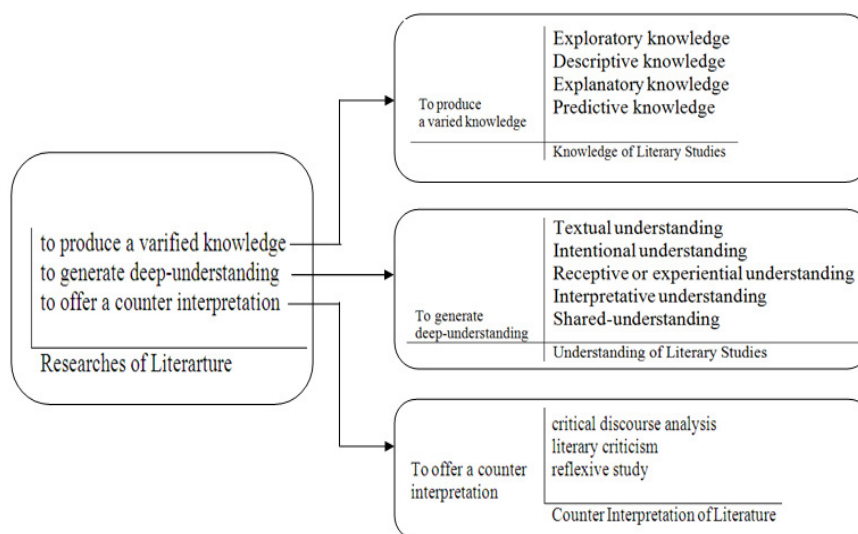 to produce a varified knowledge
to generate deep-understanding
to offer a counter interpretation
Researches of Literarture
To produce
a varied knowledge
Exploratory knowledge
Descriptive knowledge
Explanatory knowledge
Predictive knowledge
Knowledge of Literary Studies
To generate
deep-understanding
Textual understanding
Intentional understanding
Receptive or experiential understanding
Interpretative understanding
Shared-understanding
Understanding of Literary Studies
To offer a counter
interpretation
critical discourse analysis
literary criticism
reflexive study
Counter Interpretation of Literature